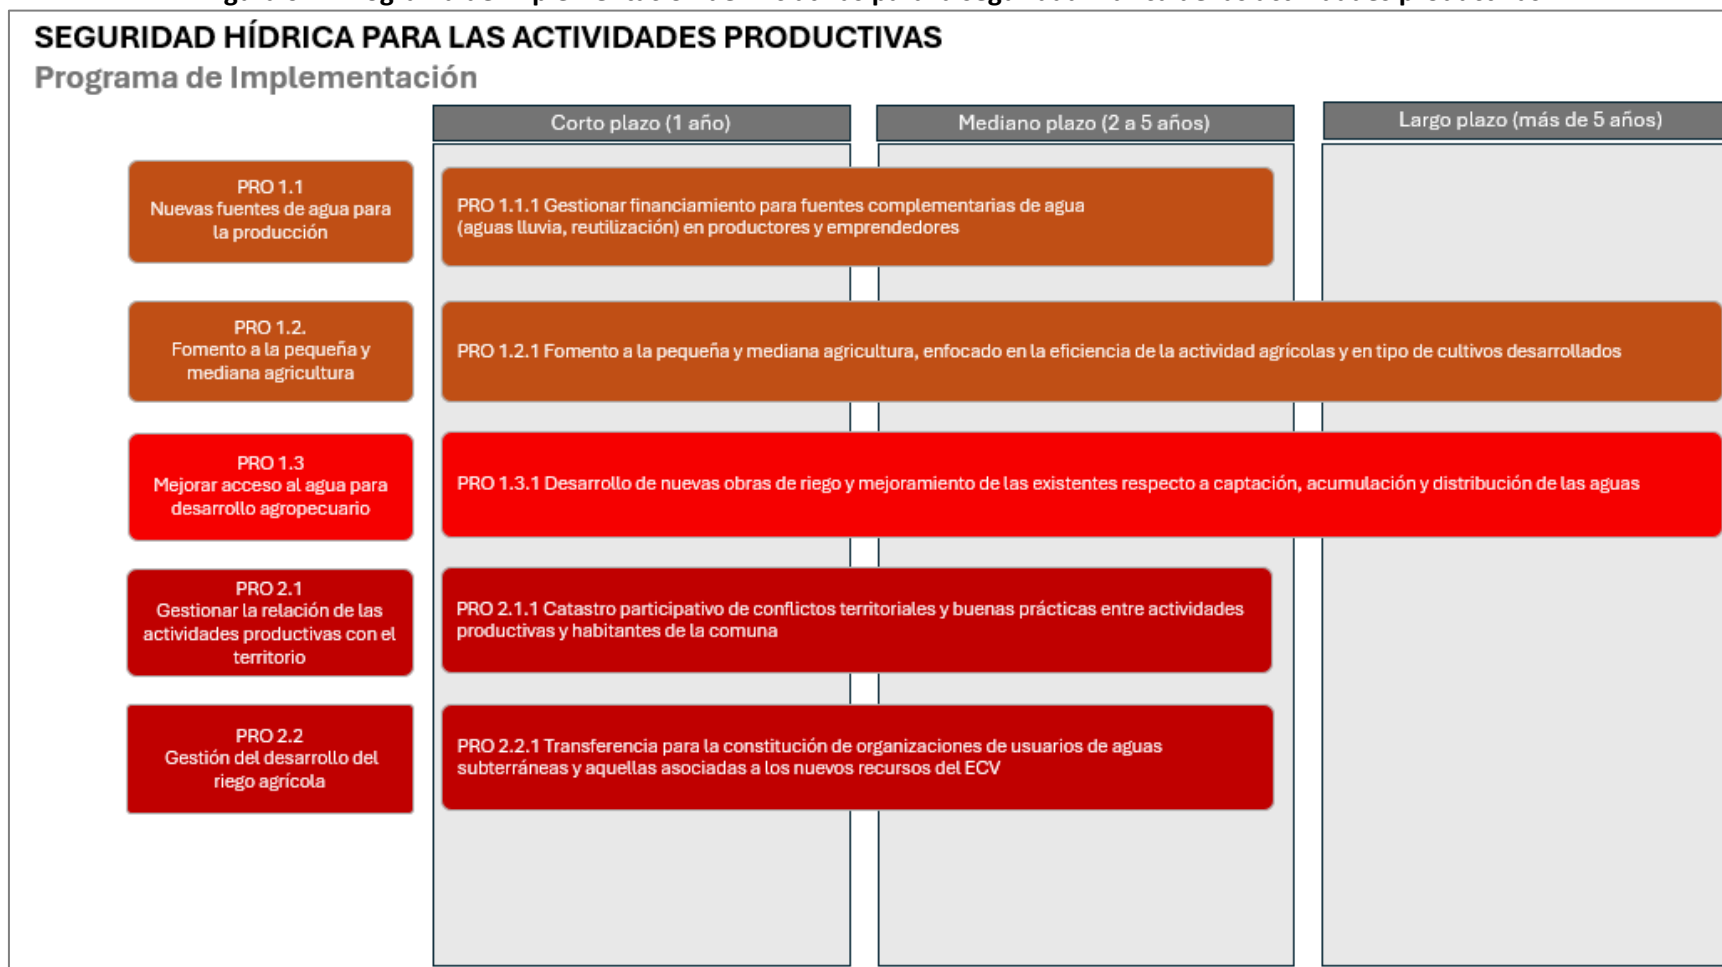 SEGURIDAD HÍDRICA PARA LAS ACTIVIDADES PRODUCTIVAS
Programa de Implementación
Corto plazo (1 año)
Mediano plazo (2 a 5 años)
Largo plazo (más de 5 años)
PRO 1.1
Nuevas fuentes de agua para
la producción
PRO 1.1.1 Gestionar financiamiento para fuentes complementarias de agua
(aguas lluvia, reutilización) en productores y emprendedores
PRO 1.2.
Fomento a la pequeña y
mediana agricultura
PRO 1.2.1 Fomento a la pequeña y mediana agricultura, enfocado en la eficiencia de la actividad agrícolas y en tipo de cultivos desarrollados
PRO 1.3
Mejorar acceso al agua para
desarrollo agropecuario
PRO 1.3.1 Desarrollo de nuevas obras de riego y mejoramiento de las existentes respecto a captación, acumulación y distribución de las aguas
PRO 2.1
Gestionar la relación de las
actividades productivas con el
territorio
PRO 2.1.1 Catastro participativo de conflictos territoriales y buenas prácticas entre actividades
productivas y habitantes de la comuna
PRO 2.2
Gestión del desarrollo del
riego agrícola
PRO 2.2.1 Transferencia para la constitución de organizaciones de usuarios de aguas
subterráneas y aquellas asociadas a los nuevos recursos del ECV